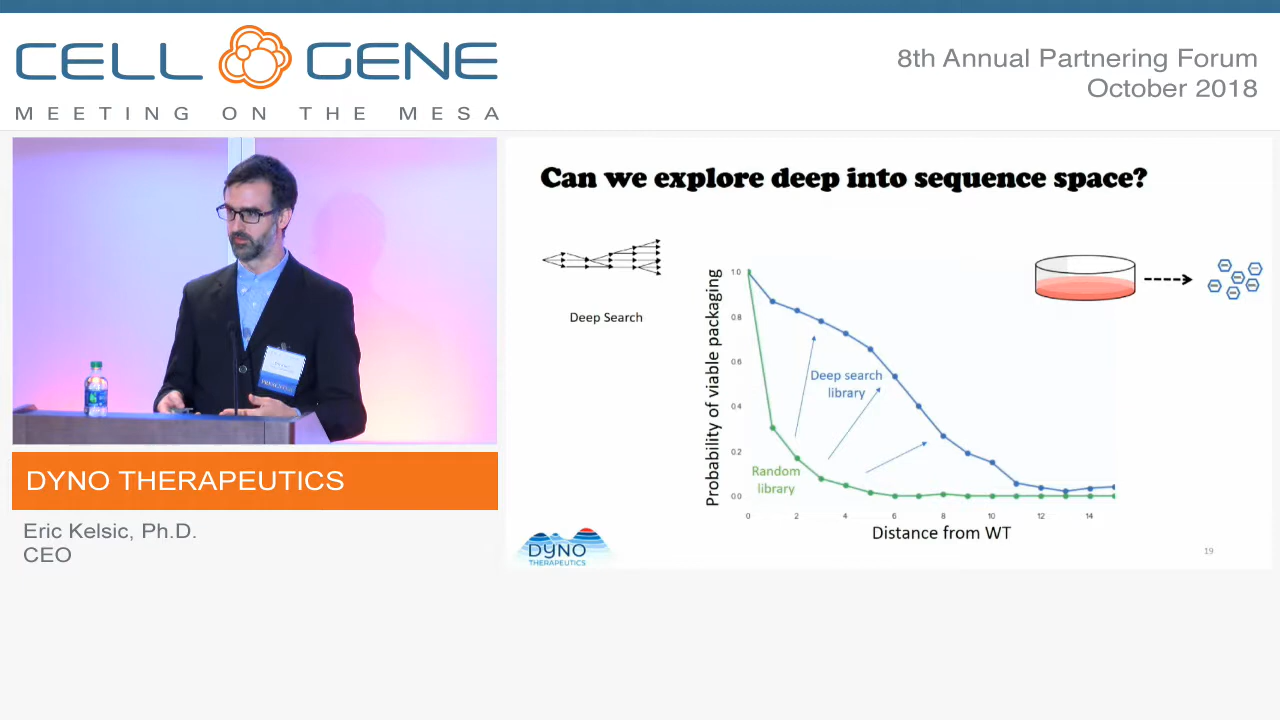 CELL GENE
MEETING ON THE MESA
8th Annual Partnering Forum
October 2018
Can we explore deep into sequence space?
Deep Search
Probability of viable packaging
1.0
0.8
0.6
0.4
0.2
0.0
Deep search
library
Random
library
0 2 4 6 8 10 12 14
Distance from WT
DYNO
THERAPEUTICS
19
DYNO THERAPEUTICS
Eric Kelsic, Ph.D.
CEO